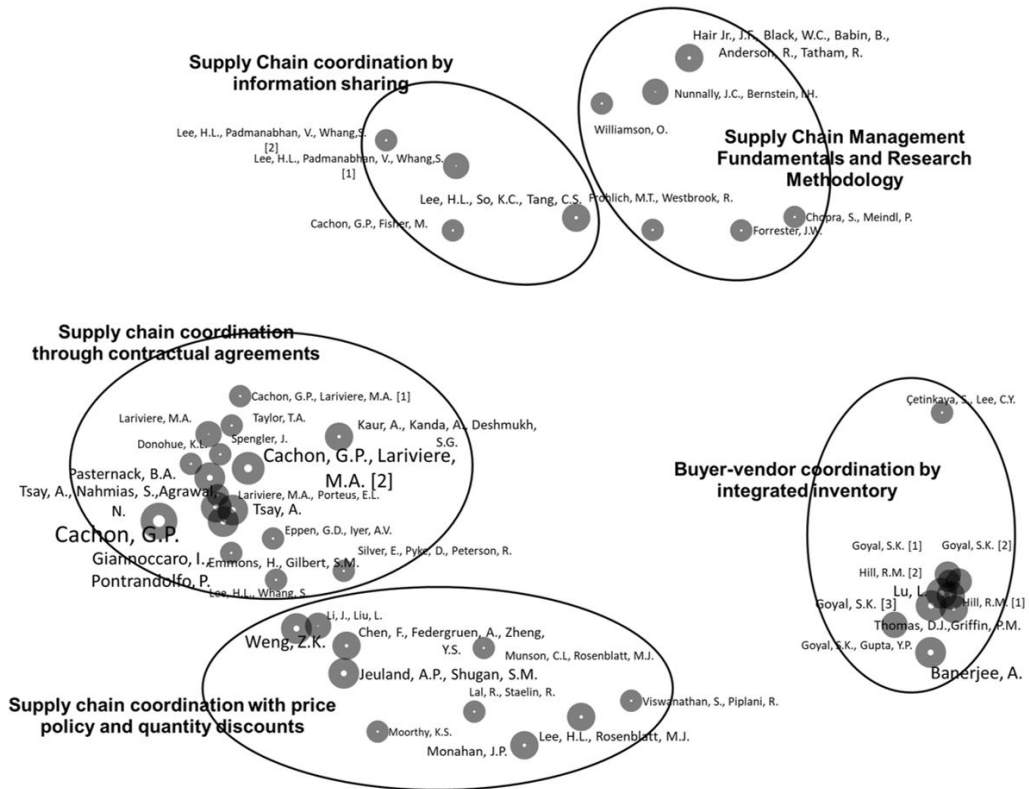 Hair Jr., J.F., Black, W.C., Babin, B.,
Anderson, R., Tatham, R.
Supply Chain coordination by
information sharing
Nunnally, J.C., Bernstein, I.H.
Williamson, O.
Lee, H.L., Padmanabhan, V., Whang,S.
[2]
Lee, H.L., Padmanabhan, V., Whang,S.
[1]
Supply Chain Management
Fundamentals and Research
Methodology
Lee, H.L., So, K.C., Tang, C.S.
Frohlich, M.T., Westbrook, R.
Cachon, G.P., Fisher, M.
Chopra, S., Meindl, P.
Forrester, J.W.
Supply chain coordination
through contractual agreements
Cachon, G.P., Lariviere, M.A. [1]
Lariviere, M.A.
Taylor, T.A.
Kaur, A., Kanda, A., Deshmukh,
S.G.
Donohue, K.L.
Spengler, J.
Cachon, G.P., Lariviere,
M.A. [2]
Pasternack, B.A.
Tsay, A., Nahmias, S.,Agrawal,
N.
Lariviere, M.A., Porteus, E.L.
Tsay, A.
Cachon, G.P.
Eppen, G.D., Iyer, A.V.
Giannoccaro, I.,
Pontrandolfo, P.
Emmons, H., Gilbert, S.M.
Silver, E., Pyke, D., Peterson, R.
Lee, H.L., Whang, S.
Çetinkaya, S., Lee, C.Y.
Buyer-vendor coordination by
integrated inventory
Goyal, S.K. [1]
Goyal, S.K. [2]
Hill, R.M. [2]
Lu, L.
Goyal, S.K. [3]
Hill, R.M. [1]
Thomas, D.J.,Griffin, P.M.
Goyal, S.K., Gupta, Y.P.
Banerjee, A.
Li, J., Liu, L.
Weng, Z.K.
Chen, F., Federgruen, A., Zheng,
Y.S.
Munson, C.L, Rosenblatt, M.J.
Jeuland, A.P., Shugan, S.M.
Lal, R., Staelin, R.
Viswanathan, S., Piplani, R.
Supply chain coordination with price
policy and quantity discounts
Moorthy, K.S.
Lee, H.L., Rosenblatt, M.J.
Monahan, J.P.